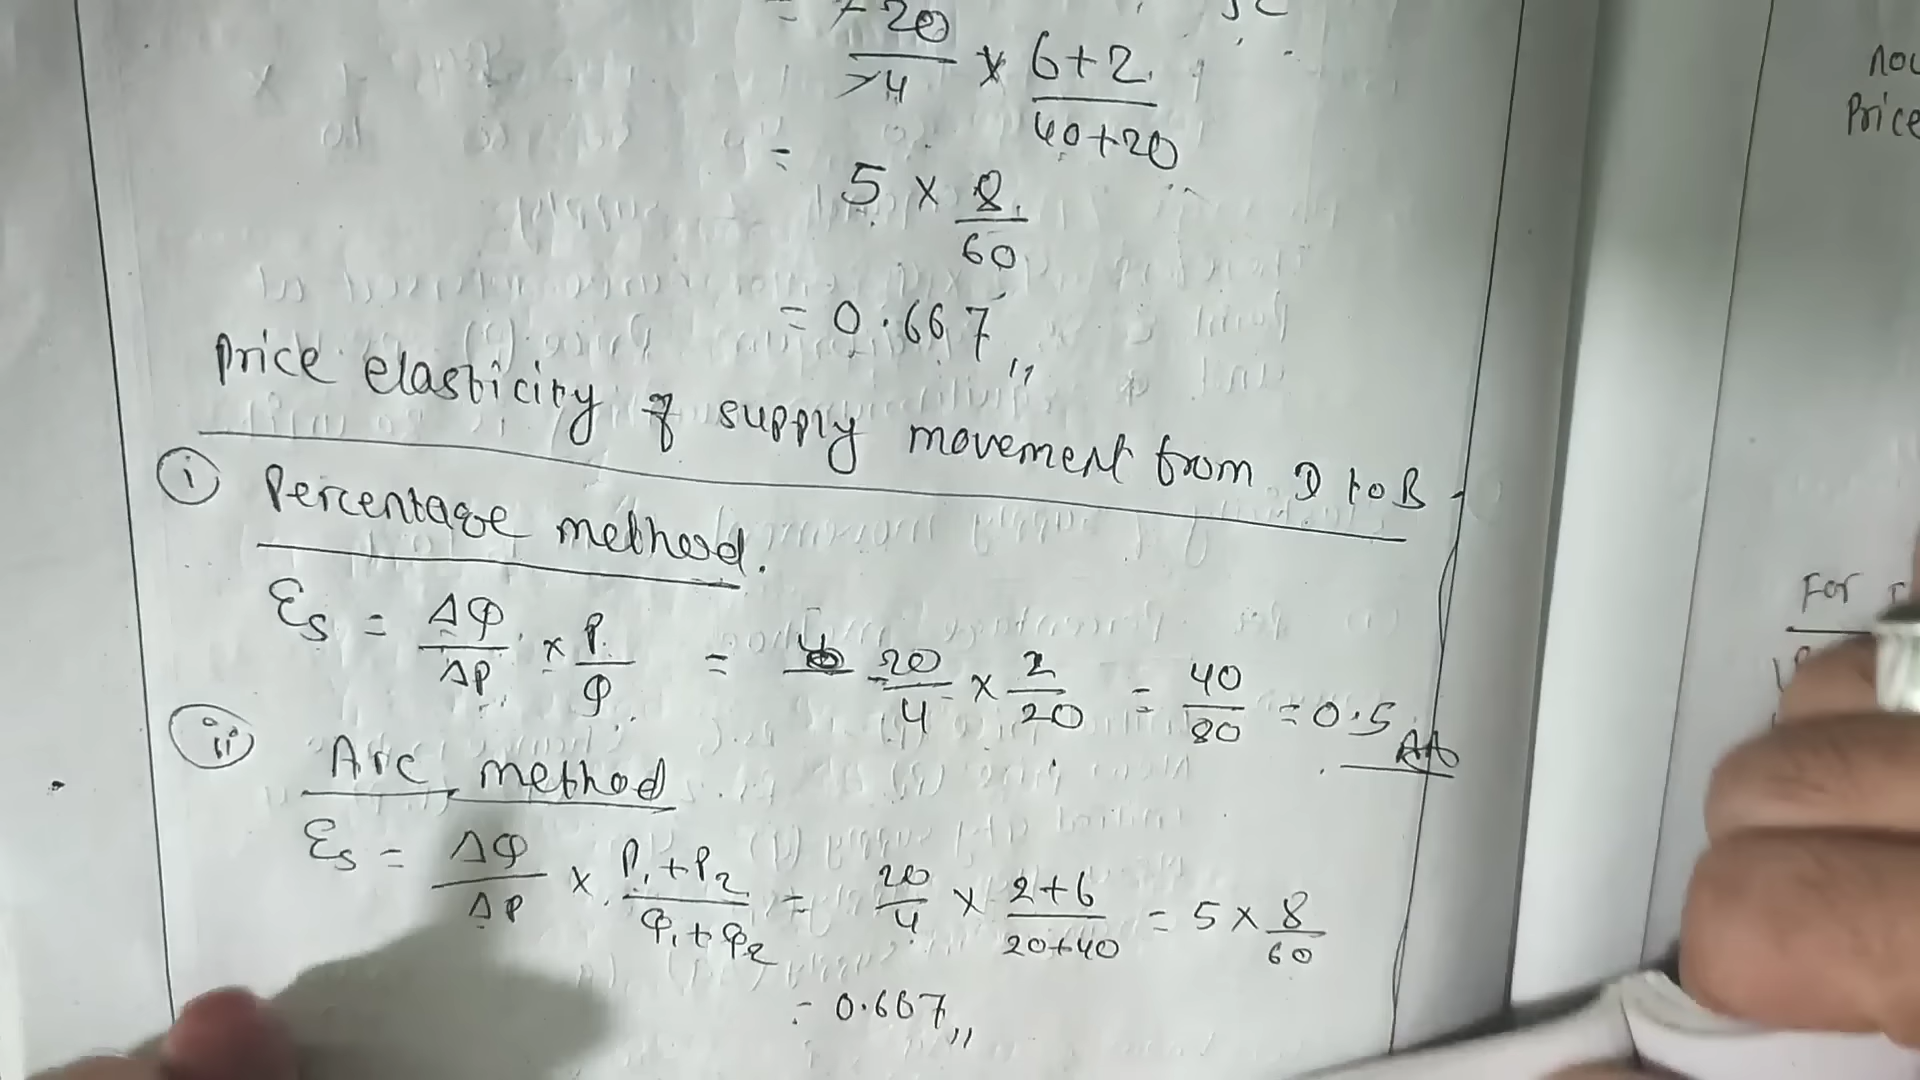 = -20/-4 × 6+2/40+20
= 5 × 8/60
= 0.667,,
Price elasticity of supply movement from D to B
(i) Percentage method.
Es = ΔQ/ΔP × P/Q = 20/4 × 2/20 = 40/80 = 0.5
(ii) Arc method
Es = ΔQ/ΔP × P1+P2/Q1+Q2 = 20/4 × 2+6/20+40 = 5 × 8/60
= 0.667,,
Price
For